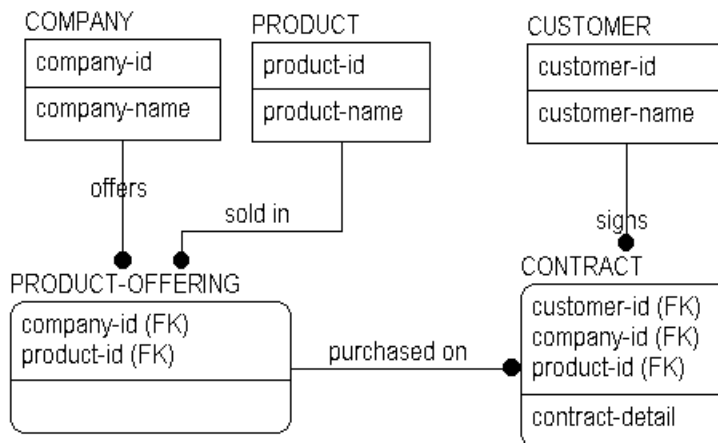 COMPANY
company-id
company-name
PRODUCT
product-id
product-name
CUSTOMER
customer-id
customer-name
offers
sold in
signs
PRODUCT-OFFERING
company-id (FK)
product-id (FK)
purchased on
CONTRACT
customer-id (FK)
company-id (FK)
product-id (FK)
contract-detail